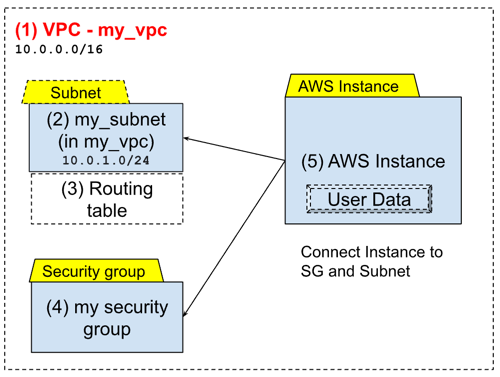 (1) VPC - my_vpc
10.0.0.0/16
Subnet
(2) my_subnet
(in my_vpc)
10.0.1.0/24
(3) Routing
table
Security group
(4) my security
group
AWS Instance
(5) AWS Instance
User Data
Connect Instance to
SG and Subnet